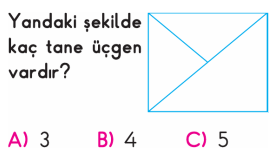 Yandaki şekilde
kaç tane üçgen
vardır?
A) 3 B) 4 C) 5